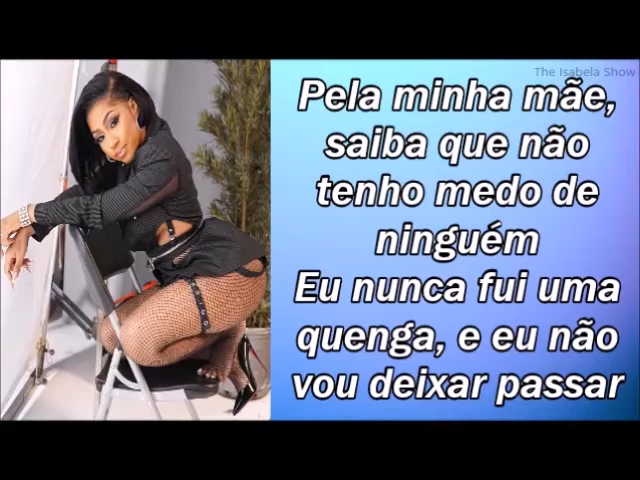 The Isabela Show
Pela minha mãe,
saiba que não
tenho medo de
ninguém
Eu nunca fui uma
quenga, e eu não
vou deixar passar